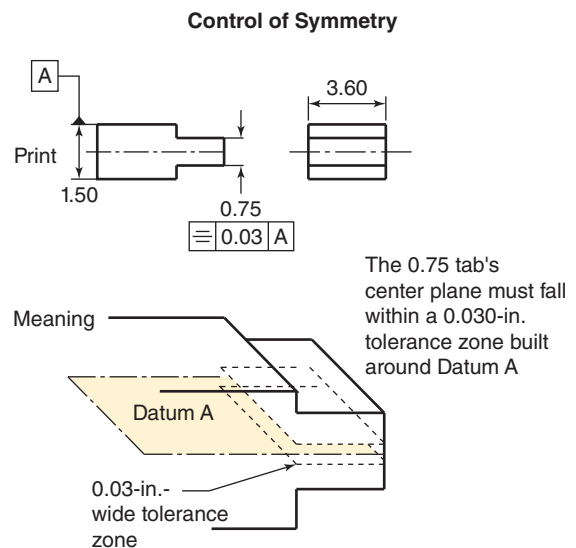 Control of Symmetry
A
3.60
Print
1.50
0.75
⌯ 0.03 A
The 0.75 tab's
center plane must fall
within a 0.030-in.
tolerance zone built
around Datum A
Meaning
Datum A
0.03-in.-
wide tolerance
zone